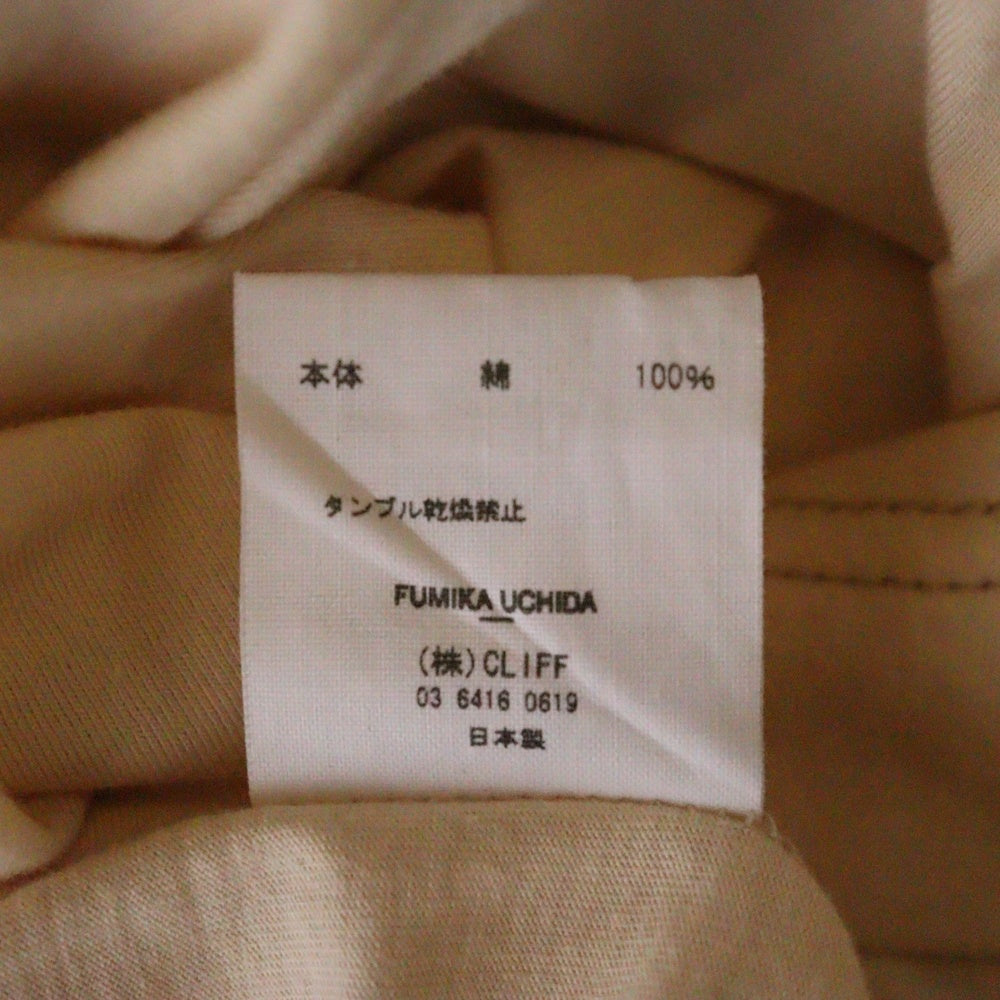 本体 綿 100%
タンブル乾燥禁止
FUMIKA_UCHIDA
(株)CLIFF
03 6416 0619
日本製